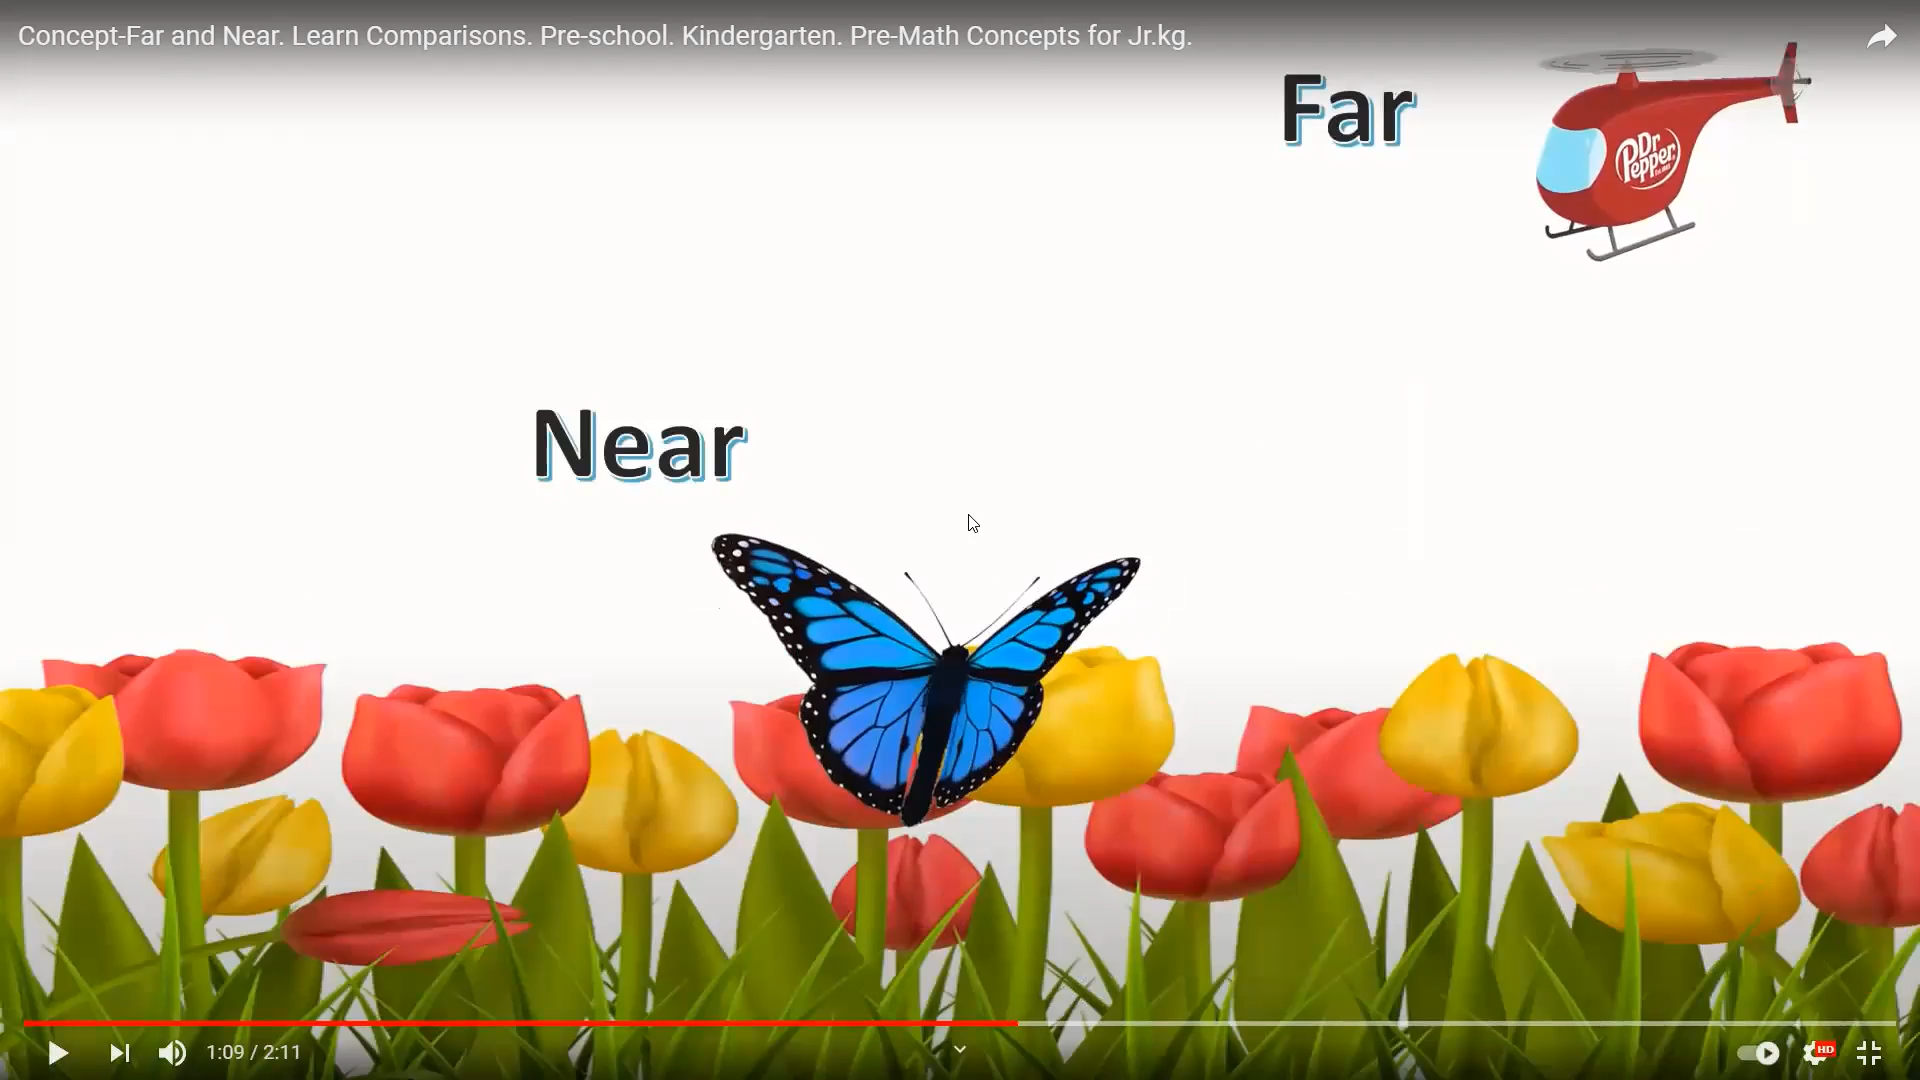 Concept-Far and Near. Learn Comparisons. Pre-school. Kindergarten. Pre-Math Concepts for Jr.kg.
Far
Dr
Pepper
Near
1:09 / 2:11
HD